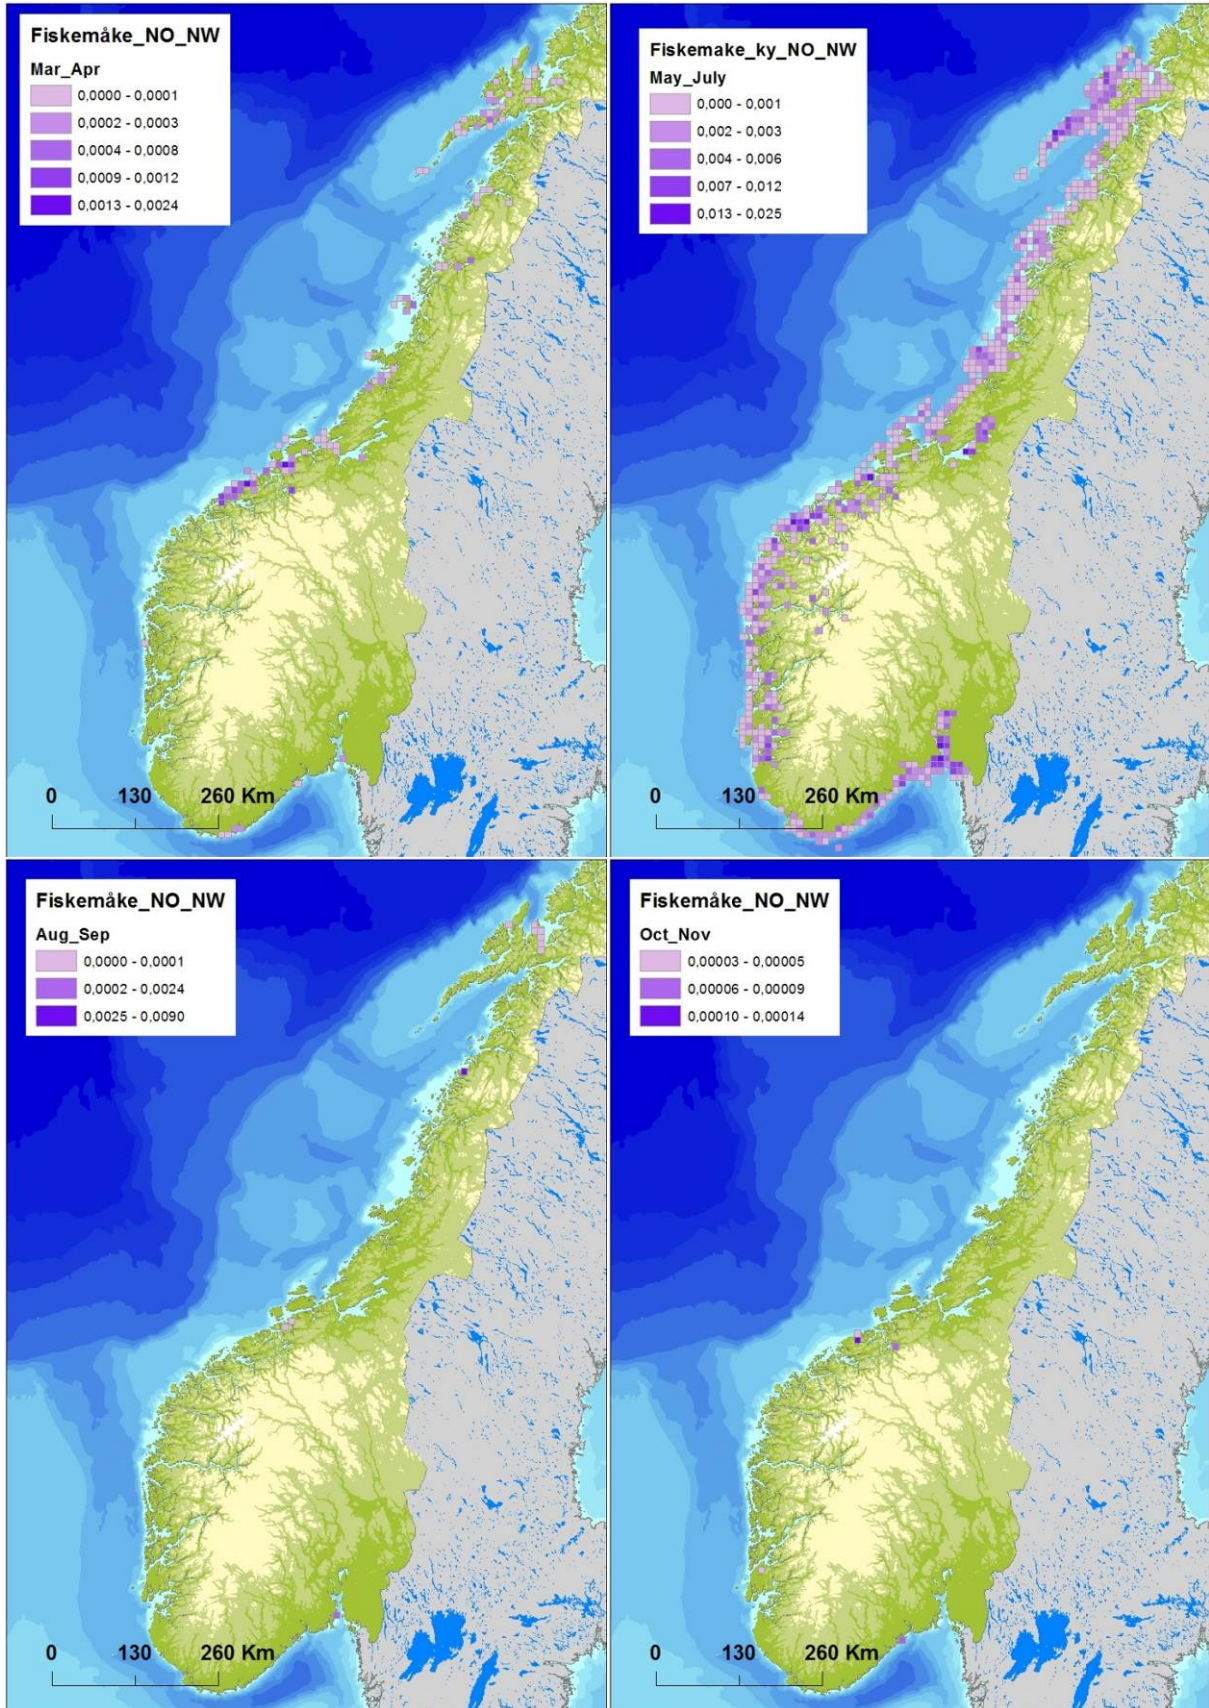 Fiskemåke_NO_NW
Mar_Apr
0,0000 - 0,0001
0,0002 - 0,0003
0,0004 - 0,0008
0,0009 - 0,0012
0,0013 - 0,0024
0 130 260 Km
Fiskemake_ky_NO_NW
May_July
0,000 - 0,001
0,002 - 0,003
0,004 - 0,006
0,007 - 0,012
0,013 - 0,025
0 130 260 Km
Fiskemåke_NO_NW
Aug_Sep
0,0000 - 0,0001
0,0002 - 0,0024
0,0025 - 0,0090
0 130 260 Km
Fiskemåke_NO_NW
Oct_Nov
0,00003 - 0,00005
0,00006 - 0,00009
0,00010 - 0,00014
0 130 260 Km